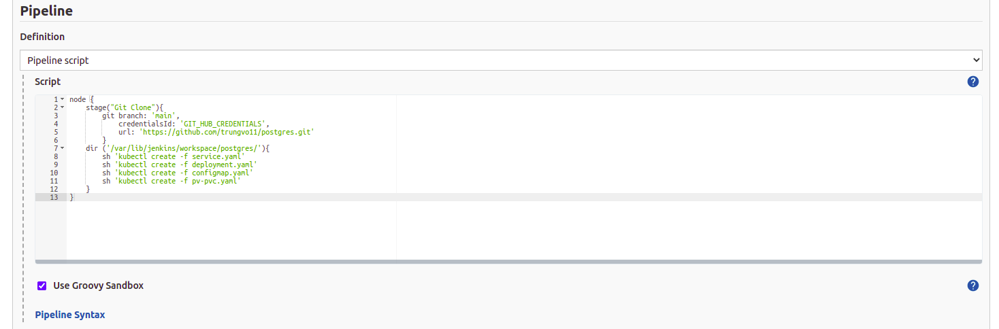 Pipeline
Definition
Pipeline script
Script
?
1 node {
2     stage("Git Clone"){
3         git branch: 'main',
4             credentialsId: 'GIT_HUB_CREDENTIALS',
5             url: 'https://github.com/trungvo11/postgres.git'
6         }
7     dir ('/var/lib/jenkins/workspace/postgres/'){
8         sh 'kubectl create -f service.yaml'
9         sh 'kubectl create -f deployment.yaml'
10         sh 'kubectl create -f configmap.yaml'
11         sh 'kubectl create -f pv-pvc.yaml'
12     }
13 }
Use Groovy Sandbox
?
Pipeline Syntax